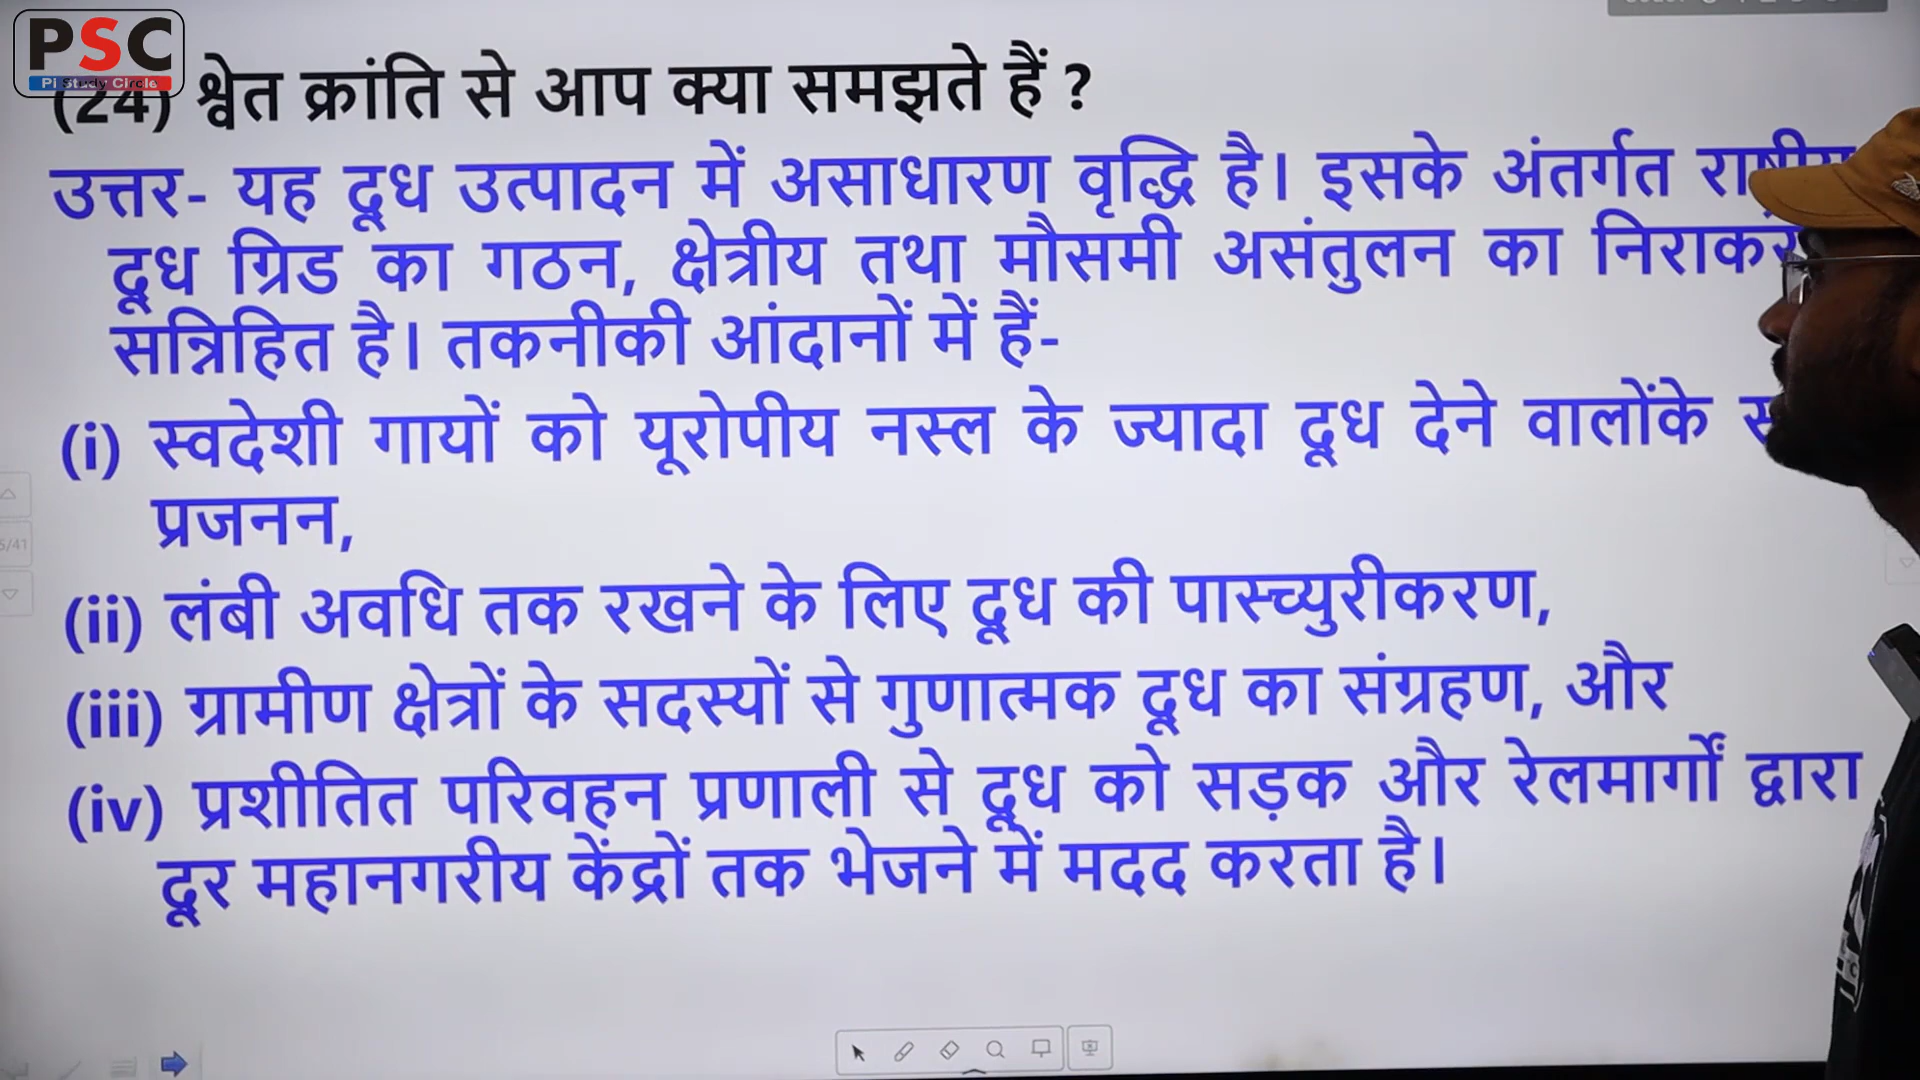 PSC
Pi Study Circle
(24) श्वेत क्रांति से आप क्या समझते हैं ?
उत्तर- यह दूध उत्पादन में असाधारण वृद्धि है। इसके अंतर्गत
दूध ग्रिड का गठन, क्षेत्रीय तथा मौसमी असंतुलन का
सन्निहित है। तकनीकी आंदानों में हैं-
(i) स्वदेशी गायों को यूरोपीय नस्ल के ज्यादा दूध देने वालोंके
प्रजनन,
(ii) लंबी अवधि तक रखने के लिए दूध की पास्च्युरीकरण,
(iii) ग्रामीण क्षेत्रों के सदस्यों से गुणात्मक दूध का संग्रहण, और
(iv) प्रशीतित परिवहन प्रणाली से दूध को सड़क और रेलमार्गों द्वारा
दूर महानगरीय केंद्रों तक भेजने में मदद करता है।